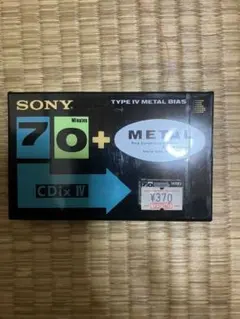 SONY
TYPE IV METAL BIAS
Minutes
70+
METAL
CDix IV
¥370